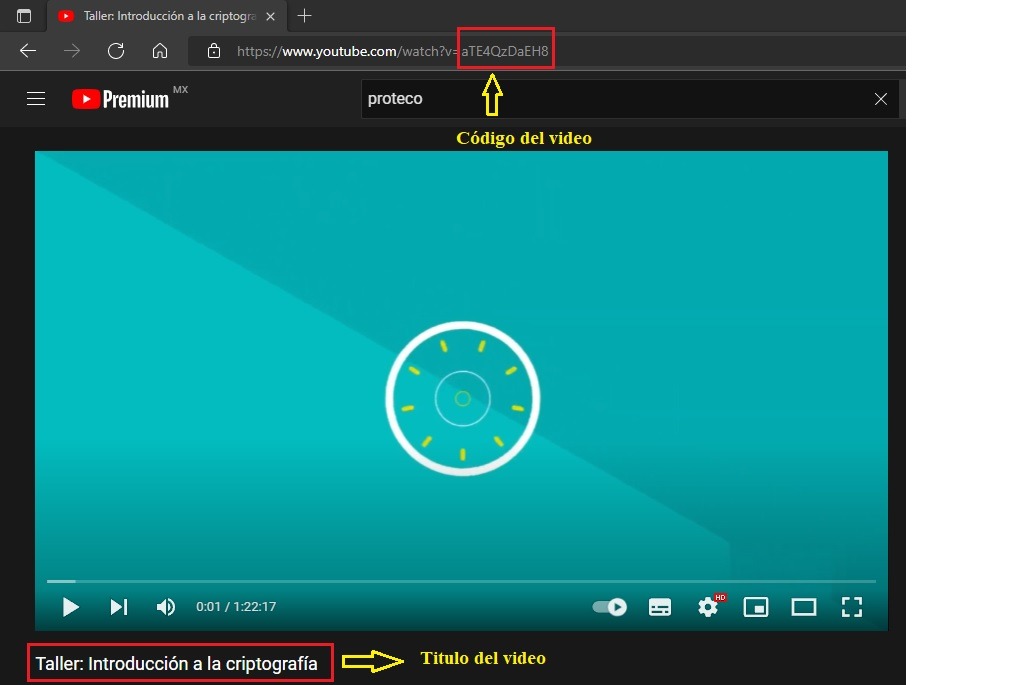 Taller: Introducción a la criptogra
https://www.youtube.com/watch?v=aTE4QzDaEH8
Premium MX
proteco
Código del video
0:01 / 1:22:17
HD
Taller: Introducción a la criptografía
Titulo del video